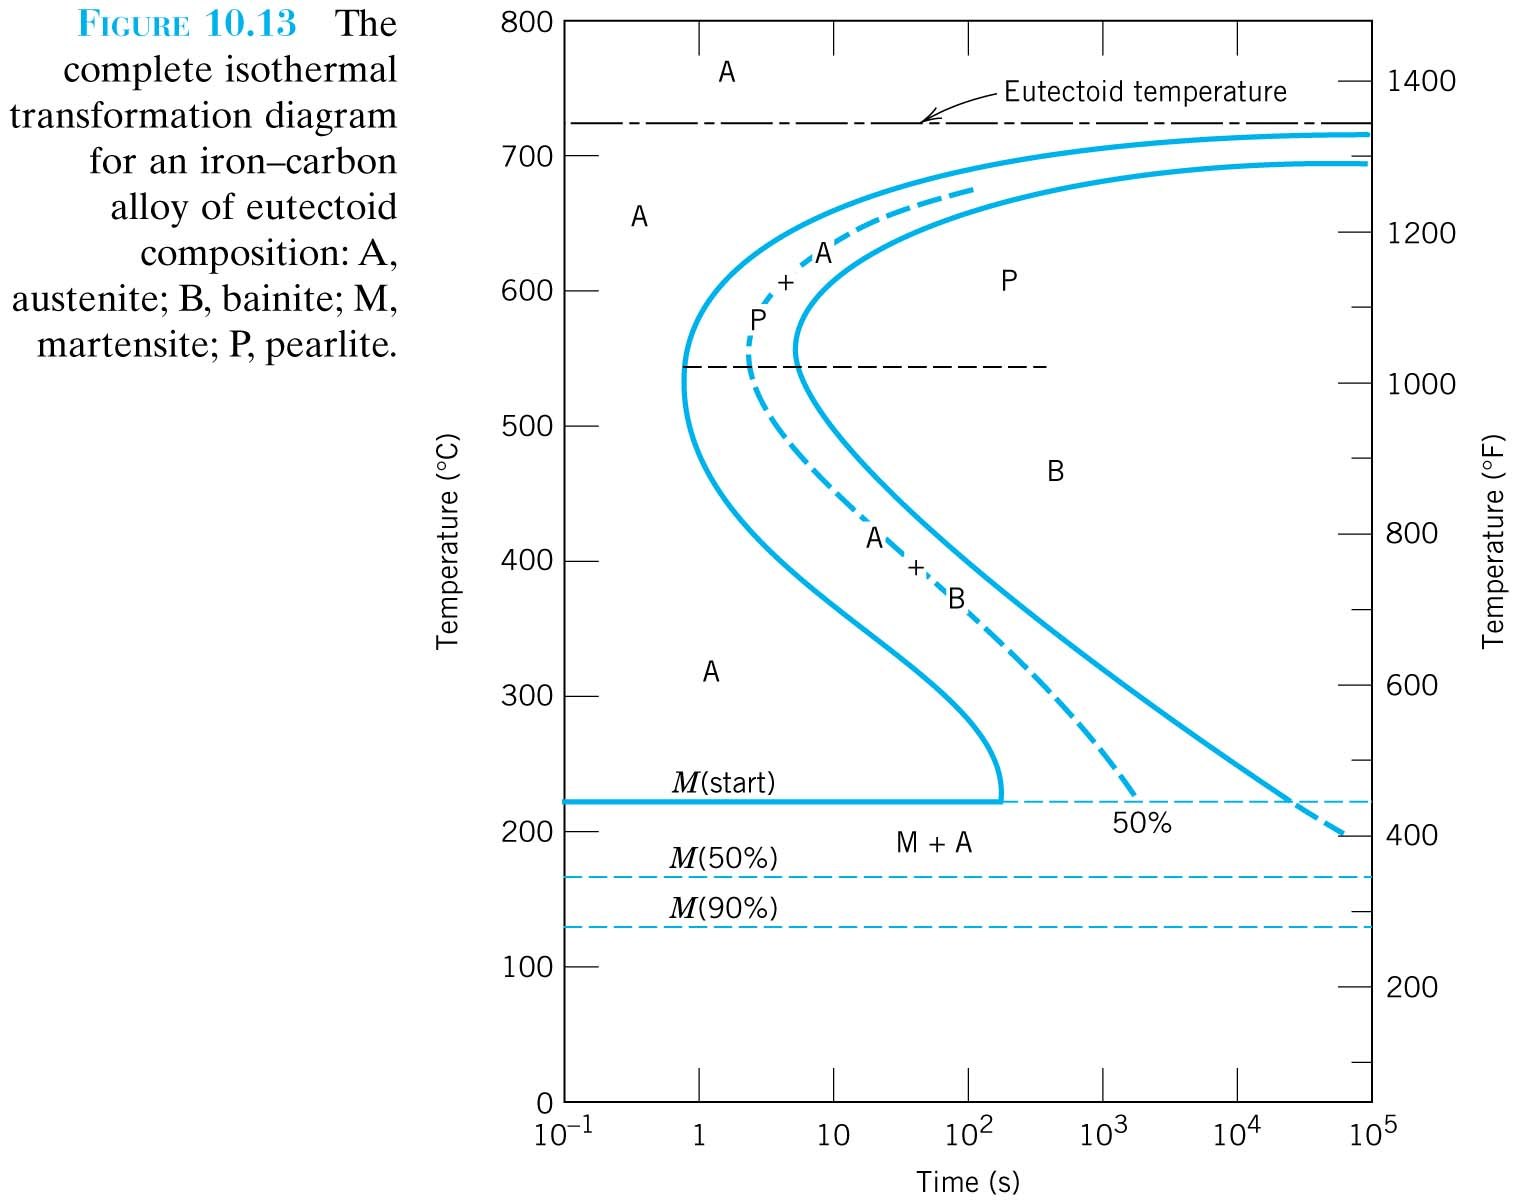 FIGURE 10.13 The
complete isothermal
transformation diagram
for an iron–carbon
alloy of eutectoid
composition: A,
austenite; B, bainite; M,
martensite; P, pearlite.
800
A
1400
Eutectoid temperature
700
A
1200
A
+
P
P
600
1000
500
B
Temperature (°C)
Temperature (°F)
A
800
400
+
B
A
300
600
M(start)
200
50%
400
M + A
M(50%)
M(90%)
100
200
0
10⁻¹ 1 10 10² 10³ 10⁴ 10⁵
Time (s)